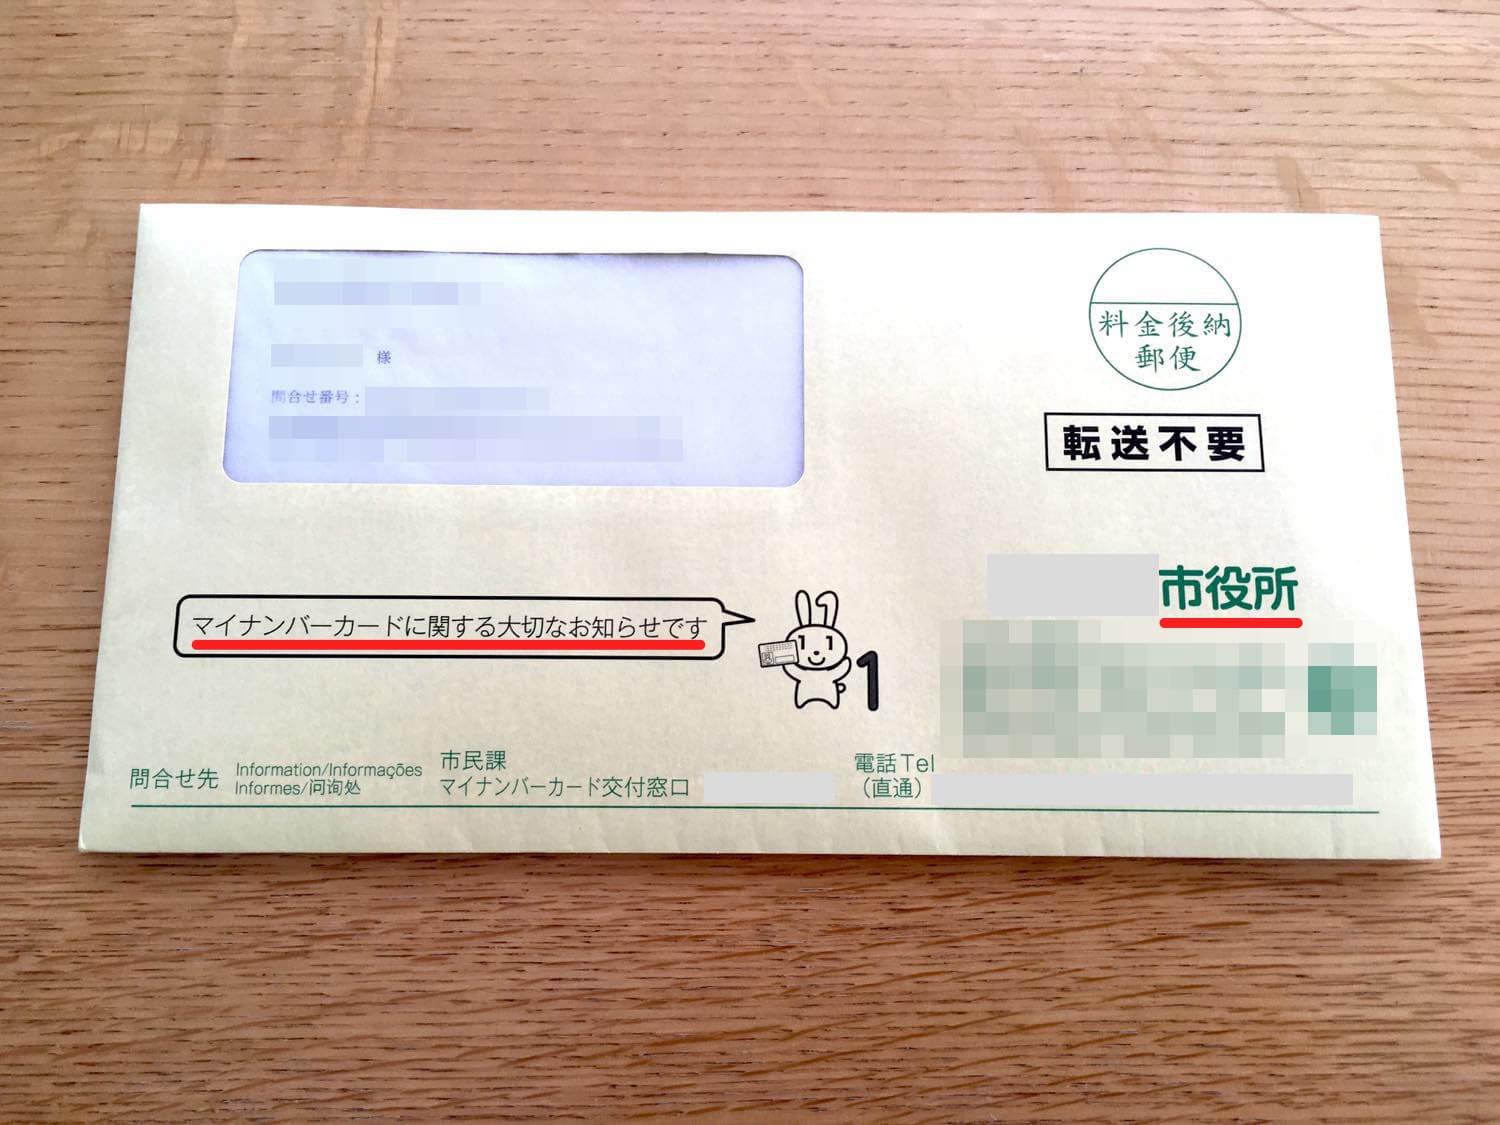 様
問合せ番号：
料金後納
郵便
転送不要
市役所
マイナンバーカードに関する大切なお知らせです
1
問合せ先
Information/Informações
Informes/问询处
市民課
マイナンバーカード交付窓口
電話Tel
（直通）